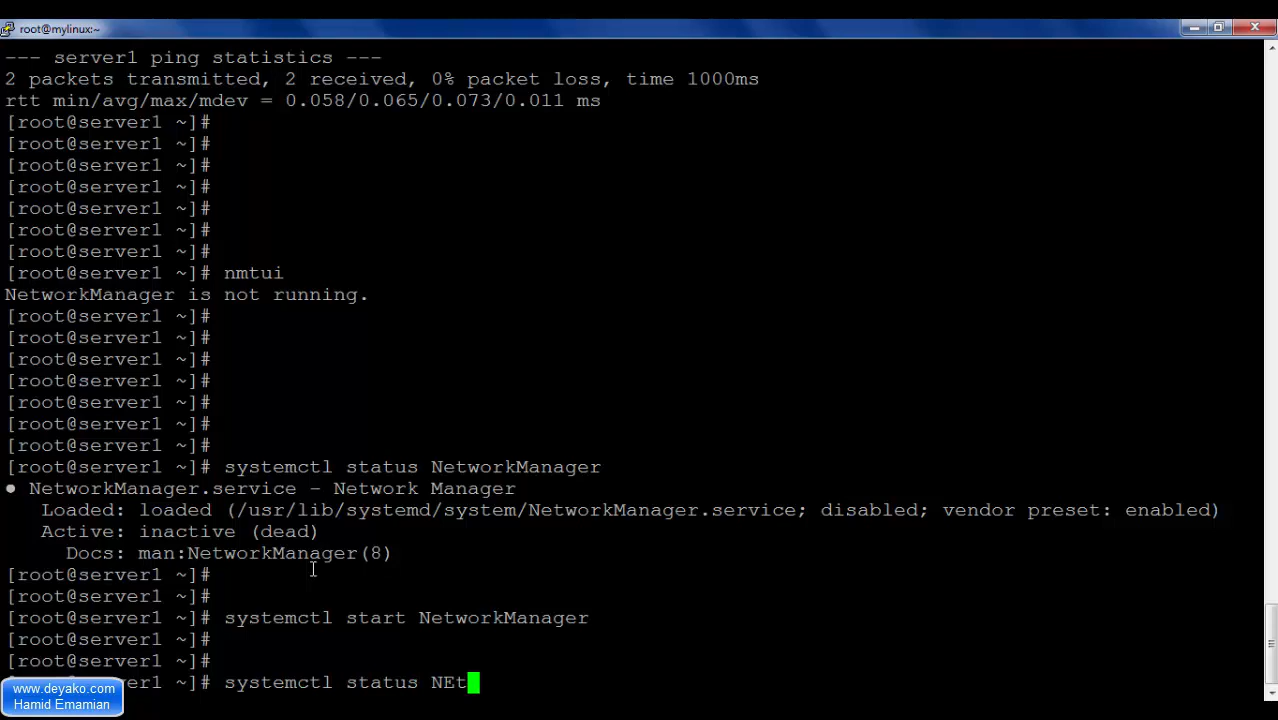 root@mylinux:~
--- server1 ping statistics ---
2 packets transmitted, 2 received, 0% packet loss, time 1000ms
rtt min/avg/max/mdev = 0.058/0.065/0.073/0.011 ms
[root@server1 ~]#
[root@server1 ~]#
[root@server1 ~]#
[root@server1 ~]#
[root@server1 ~]#
[root@server1 ~]#
[root@server1 ~]#
[root@server1 ~]# nmtui
NetworkManager is not running.
[root@server1 ~]#
[root@server1 ~]#
[root@server1 ~]#
[root@server1 ~]#
[root@server1 ~]#
[root@server1 ~]#
[root@server1 ~]#
[root@server1 ~]# systemctl status NetworkManager
● NetworkManager.service - Network Manager
Loaded: loaded (/usr/lib/systemd/system/NetworkManager.service; disabled; vendor preset: enabled)
Active: inactive (dead)
Docs: man:NetworkManager(8)
[root@server1 ~]#
[root@server1 ~]#
[root@server1 ~]# systemctl start NetworkManager
[root@server1 ~]#
[root@server1 ~]#
[root@server1 ~]# systemctl status NEt
www.deyako.com
Hamid Emamian